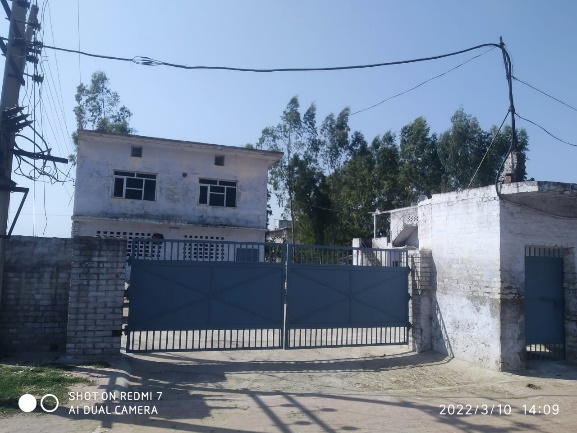 SHOT ON REDMI 7
AI DUAL CAMERA
2022/3/10 14:09